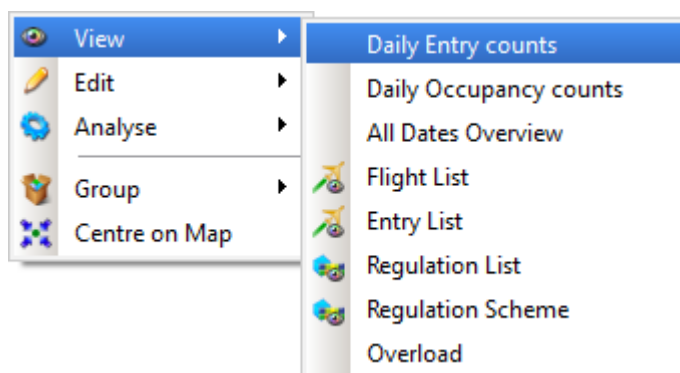 View
Edit
Analyse
Group
Centre on Map
Daily Entry counts
Daily Occupancy counts
All Dates Overview
Flight List
Entry List
Regulation List
Regulation Scheme
Overload